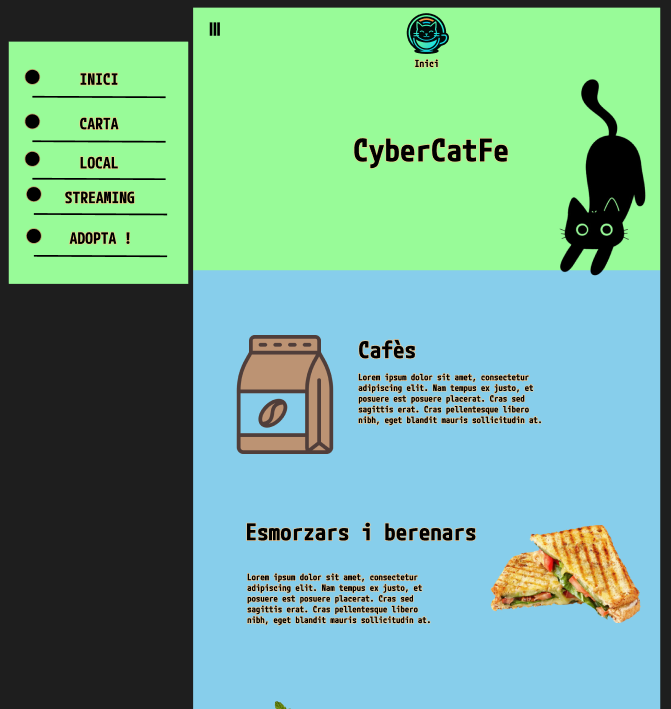 INICI
CARTA
LOCAL
STREAMING
ADOPTA !
Inici
CyberCatFe
Cafès
Lorem ipsum dolor sit amet, consectetur
adipiscing elit. Nam tempus ex justo, et
posuere est posuere placerat. Cras sed
sagittis erat. Cras pellentesque libero
nibh, eget blandit mauris sollicitudin at.
Esmorzars i berenars
Lorem ipsum dolor sit amet, consectetur
adipiscing elit. Nam tempus ex justo, et
posuere est posuere placerat. Cras sed
sagittis erat. Cras pellentesque libero
nibh, eget blandit mauris sollicitudin at.